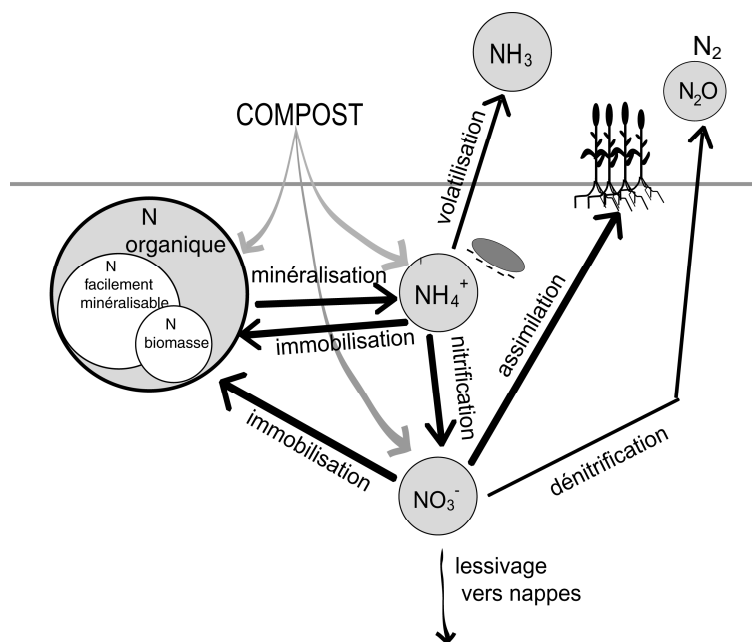 N₂
NH₃
N₂O
COMPOST
volatilisation
N
organique
N
facilement
minéralisable
N
biomasse
minéralisation
NH₄⁺
immobilisation
nitrification
assimilation
immobilisation
dénitrification
NO₃⁻
lessivage
vers nappes